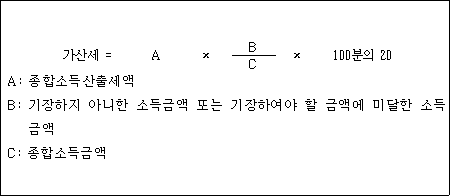 가산세 = A × B/C × 100분의 20
A: 종합소득산출세액
B: 기장하지 아니한 소득금액 또는 기장하여야 할 금액에 미달한 소득
금액
C: 종합소득금액